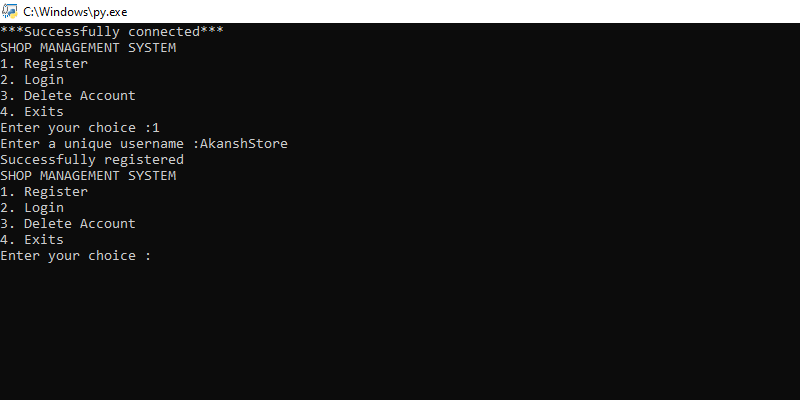 C:\Windows\py.exe
***Successfully connected***
SHOP MANAGEMENT SYSTEM
1. Register
2. Login
3. Delete Account
4. Exits
Enter your choice :1
Enter a unique username :AkanshStore
Successfully registered
SHOP MANAGEMENT SYSTEM
1. Register
2. Login
3. Delete Account
4. Exits
Enter your choice :